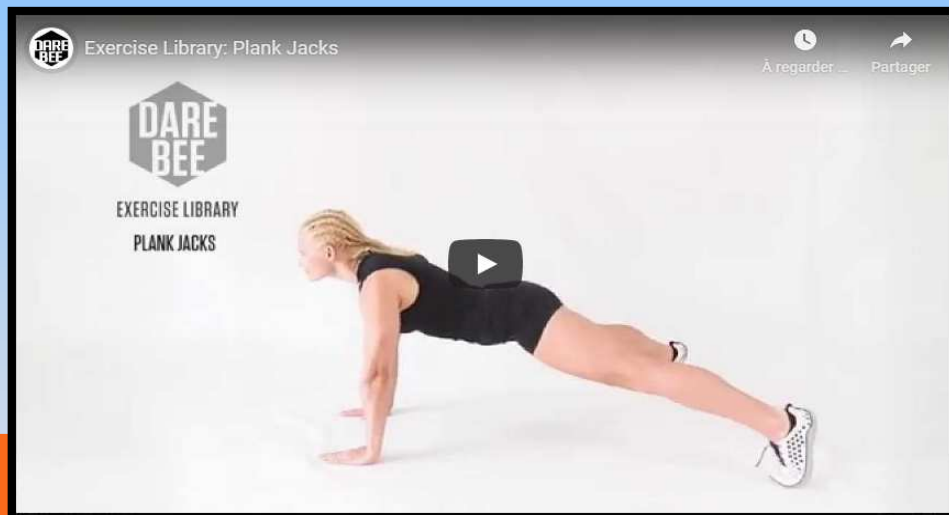 DARE
BEE
Exercise Library: Plank Jacks
À regarder ...
Partager
DARE
BEE
EXERCISE LIBRARY
PLANK JACKS